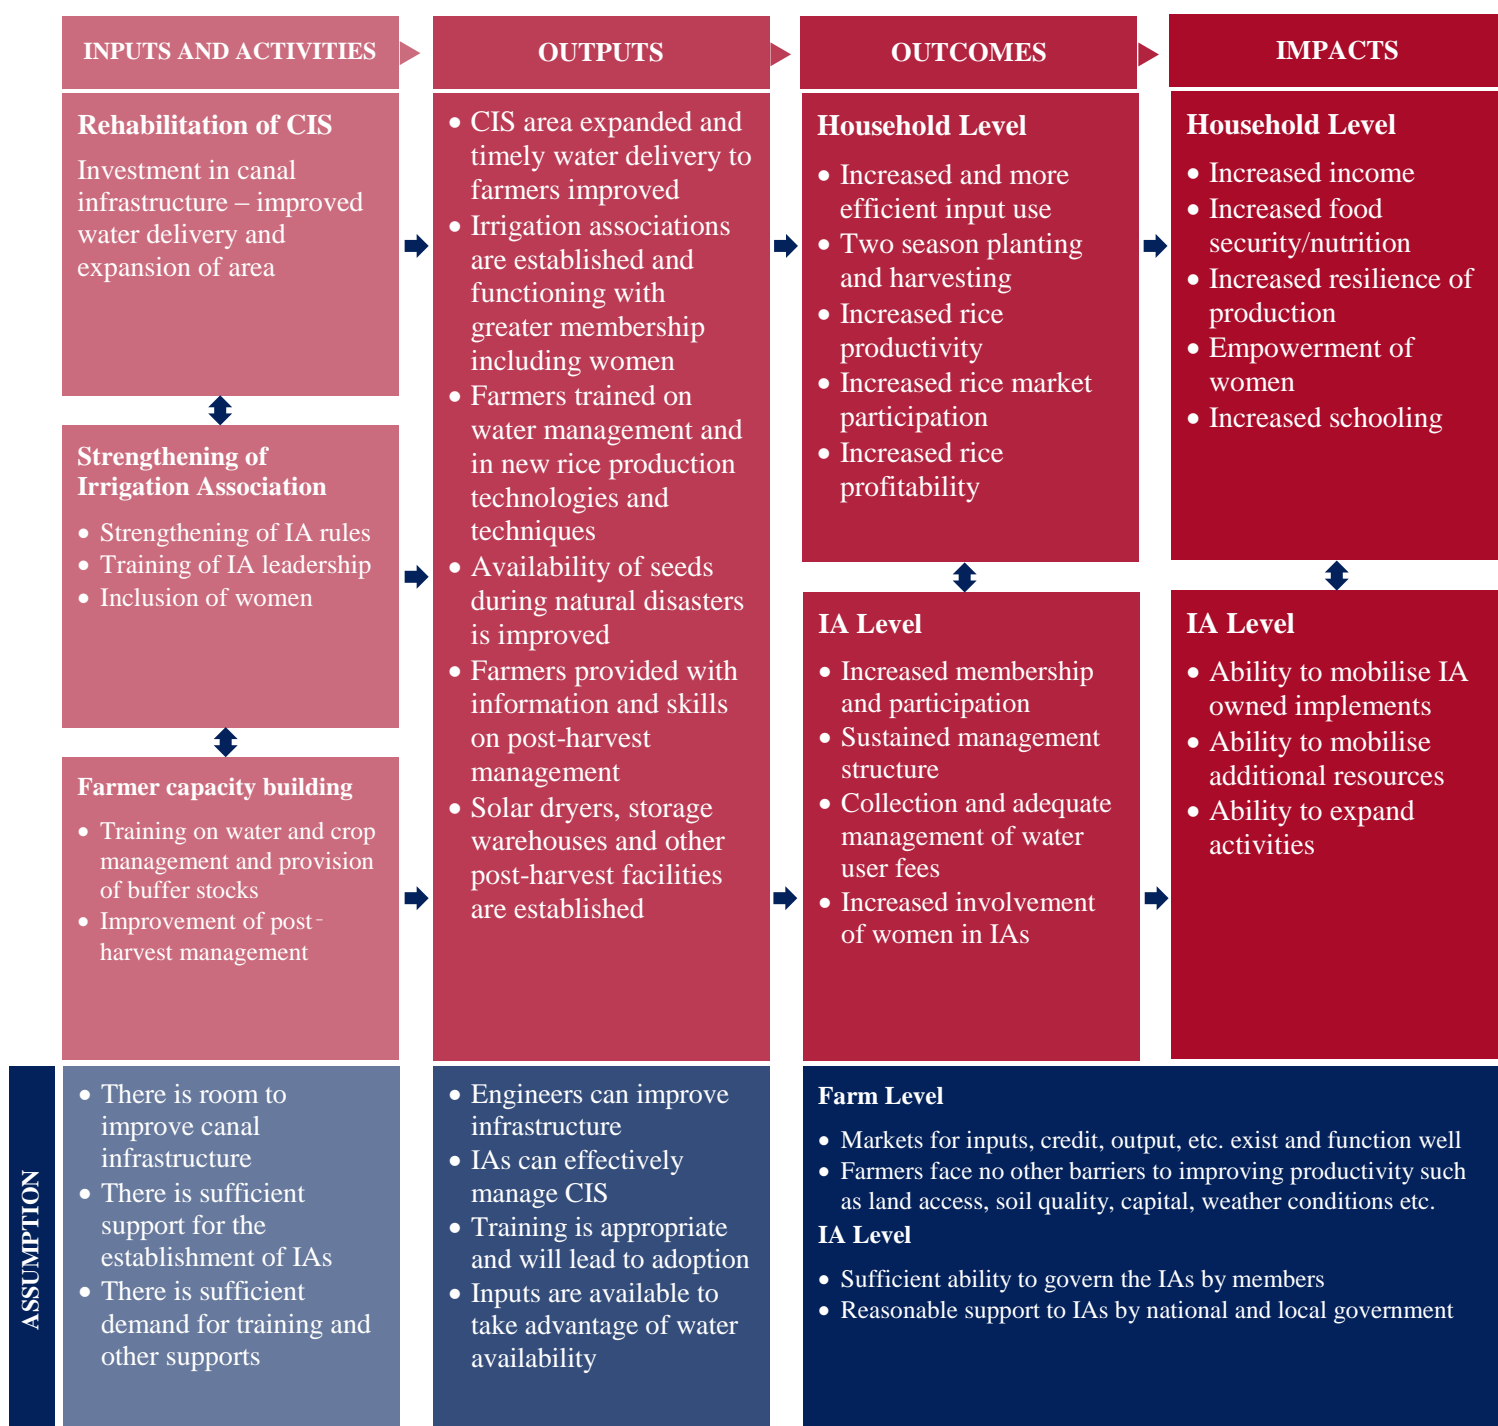 INPUTS AND ACTIVITIES
OUTPUTS
OUTCOMES
IMPACTS
Rehabilitation of CIS
Investment in canal
infrastructure – improved
water delivery and
expansion of area
Strengthening of
Irrigation Association
• Strengthening of IA rules
• Training of IA leadership
• Inclusion of women
Farmer capacity building
• Training on water and crop
management and provision
of buffer stocks
• Improvement of post-
harvest management
• CIS area expanded and
timely water delivery to
farmers improved
• Irrigation associations
are established and
functioning with
greater membership
including women
• Farmers trained on
water management and
in new rice production
technologies and
techniques
• Availability of seeds
during natural disasters
is improved
• Farmers provided with
information and skills
on post-harvest
management
• Solar dryers, storage
warehouses and other
post-harvest facilities
are established
Household Level
• Increased and more
efficient input use
• Two season planting
and harvesting
• Increased rice
productivity
• Increased rice market
participation
• Increased rice
profitability
IA Level
• Increased membership
and participation
• Sustained management
structure
• Collection and adequate
management of water
user fees
• Increased involvement
of women in IAs
Household Level
• Increased income
• Increased food
security/nutrition
• Increased resilience of
production
• Empowerment of
women
• Increased schooling
IA Level
• Ability to mobilise IA
owned implements
• Ability to mobilise
additional resources
• Ability to expand
activities
ASSUMPTION
• There is room to
improve canal
infrastructure
• There is sufficient
support for the
establishment of IAs
• There is sufficient
demand for training and
other supports
• Engineers can improve
infrastructure
• IAs can effectively
manage CIS
• Training is appropriate
and will lead to adoption
• Inputs are available to
take advantage of water
availability
Farm Level
• Markets for inputs, credit, output, etc. exist and function well
• Farmers face no other barriers to improving productivity such
as land access, soil quality, capital, weather conditions etc.
IA Level
• Sufficient ability to govern the IAs by members
• Reasonable support to IAs by national and local government